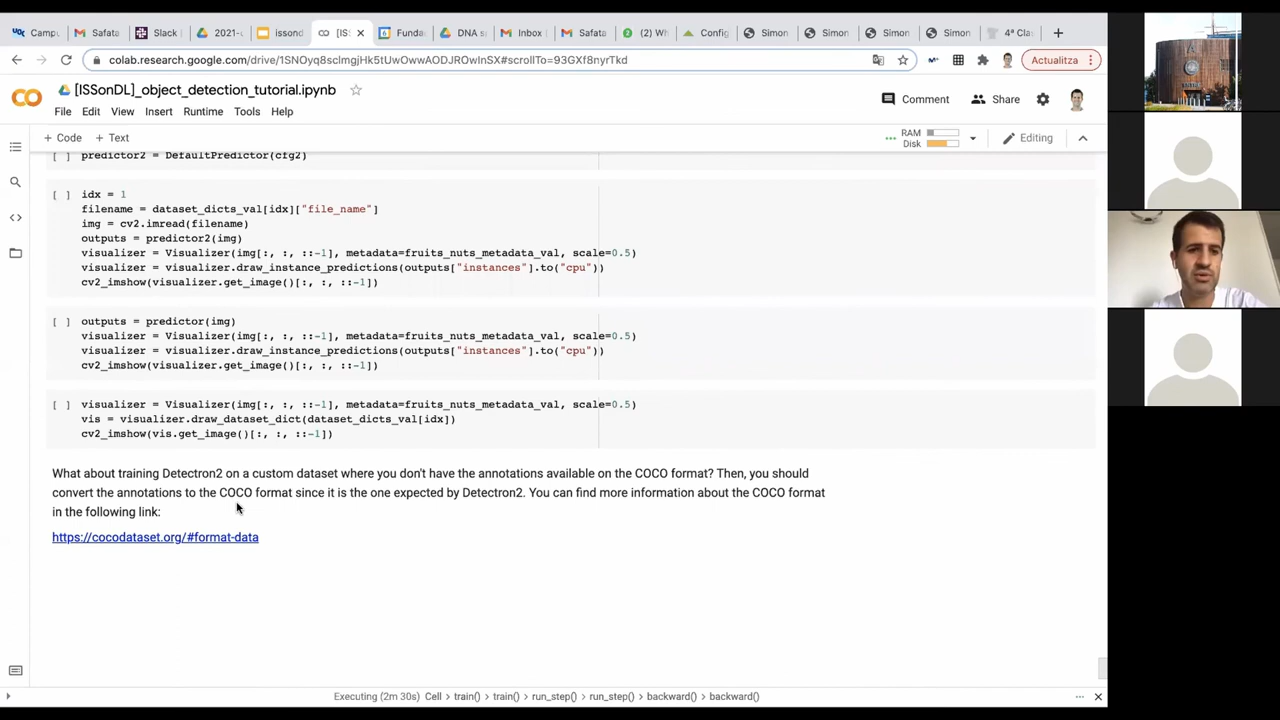 Campu
Safata
Slack
2021-
issond
[IS
Funda
DNA s
Inbox
Safata
(2) Wh
Config
Simon
Simon
Simon
Simon
4ª Clas
colab.research.google.com/drive/1SNOyq8sclmgjHk5tUwOwwAODJROwInSX#scrollTo=93GXf8nyrTkd
Actualitza
[ISSonDL]_object_detection_tutorial.ipynb
File Edit View Insert Runtime Tools Help
Comment Share
+ Code + Text
RAM
Disk
Editing
[ ] predictor2 = DefaultPredictor(cfg2)
[ ] idx = 1
filename = dataset_dicts_val[idx]["file_name"]
img = cv2.imread(filename)
outputs = predictor2(img)
visualizer = Visualizer(img[:, :, ::-1], metadata=fruits_nuts_metadata_val, scale=0.5)
visualizer = visualizer.draw_instance_predictions(outputs["instances"].to("cpu"))
cv2_imshow(visualizer.get_image()[:, :, ::-1])
[ ] outputs = predictor(img)
visualizer = Visualizer(img[:, :, ::-1], metadata=fruits_nuts_metadata_val, scale=0.5)
visualizer = visualizer.draw_instance_predictions(outputs["instances"].to("cpu"))
cv2_imshow(visualizer.get_image()[:, :, ::-1])
[ ] visualizer = Visualizer(img[:, :, ::-1], metadata=fruits_nuts_metadata_val, scale=0.5)
vis = visualizer.draw_dataset_dict(dataset_dicts_val[idx])
cv2_imshow(vis.get_image()[:, :, ::-1])
What about training Detectron2 on a custom dataset where you don't have the annotations available on the COCO format? Then, you should
convert the annotations to the COCO format since it is the one expected by Detectron2. You can find more information about the COCO format
in the following link:
https://cocodataset.org/#format-data
Executing (2m 30s) Cell > train() > train() > run_step() > run_step() > backward() > backward()